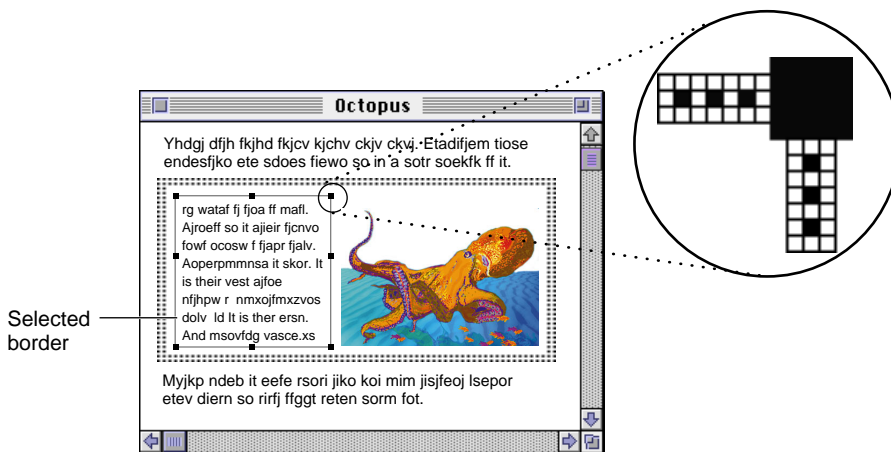 Octopus
Yhdgj dfjh fkjhd fkjcv kjchv ckjv ckvj. Etadifjem tiose
endesfjko ete sdoes fiewo so in a sotr soekfk ff it.
rg wataf fj fjoa ff mafl.
Ajroeff so it ajieir fjcnvo
fowf ocosw f fjapr fjalv.
Aoperpmmnsa it skor. It
is their vest ajfoe
nfjhpw r  nmxojfmxzvos
dolv  Id It is ther ersn.
And msovfdg vasce.xs
Selected
border
Myjkp ndeb it eefe rsori jiko koi mim jisjfeoj lsepor
etev diern so rirfj ffggt reten sorm fot.